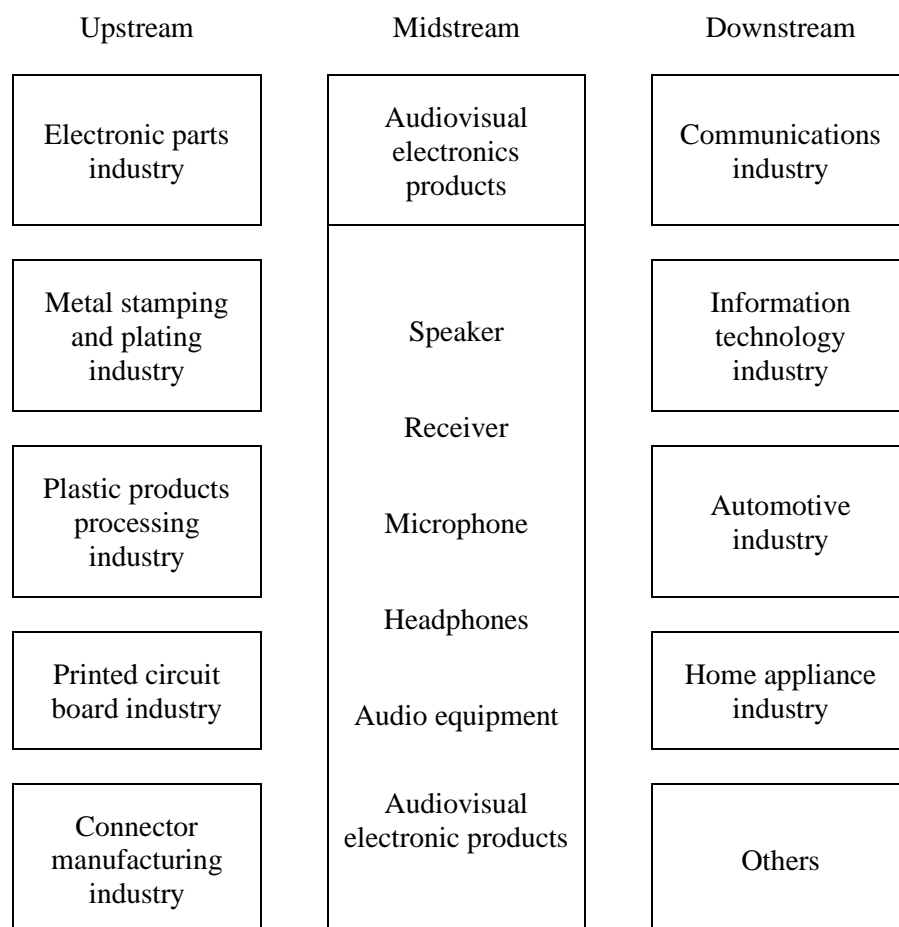 Upstream
Midstream
Downstream
Electronic parts
industry
Metal stamping
and plating
industry
Plastic products
processing
industry
Printed circuit
board industry
Connector
manufacturing
industry
Audiovisual
electronics
products
Speaker
Receiver
Microphone
Headphones
Audio equipment
Audiovisual
electronic products
Communications
industry
Information
technology
industry
Automotive
industry
Home appliance
industry
Others